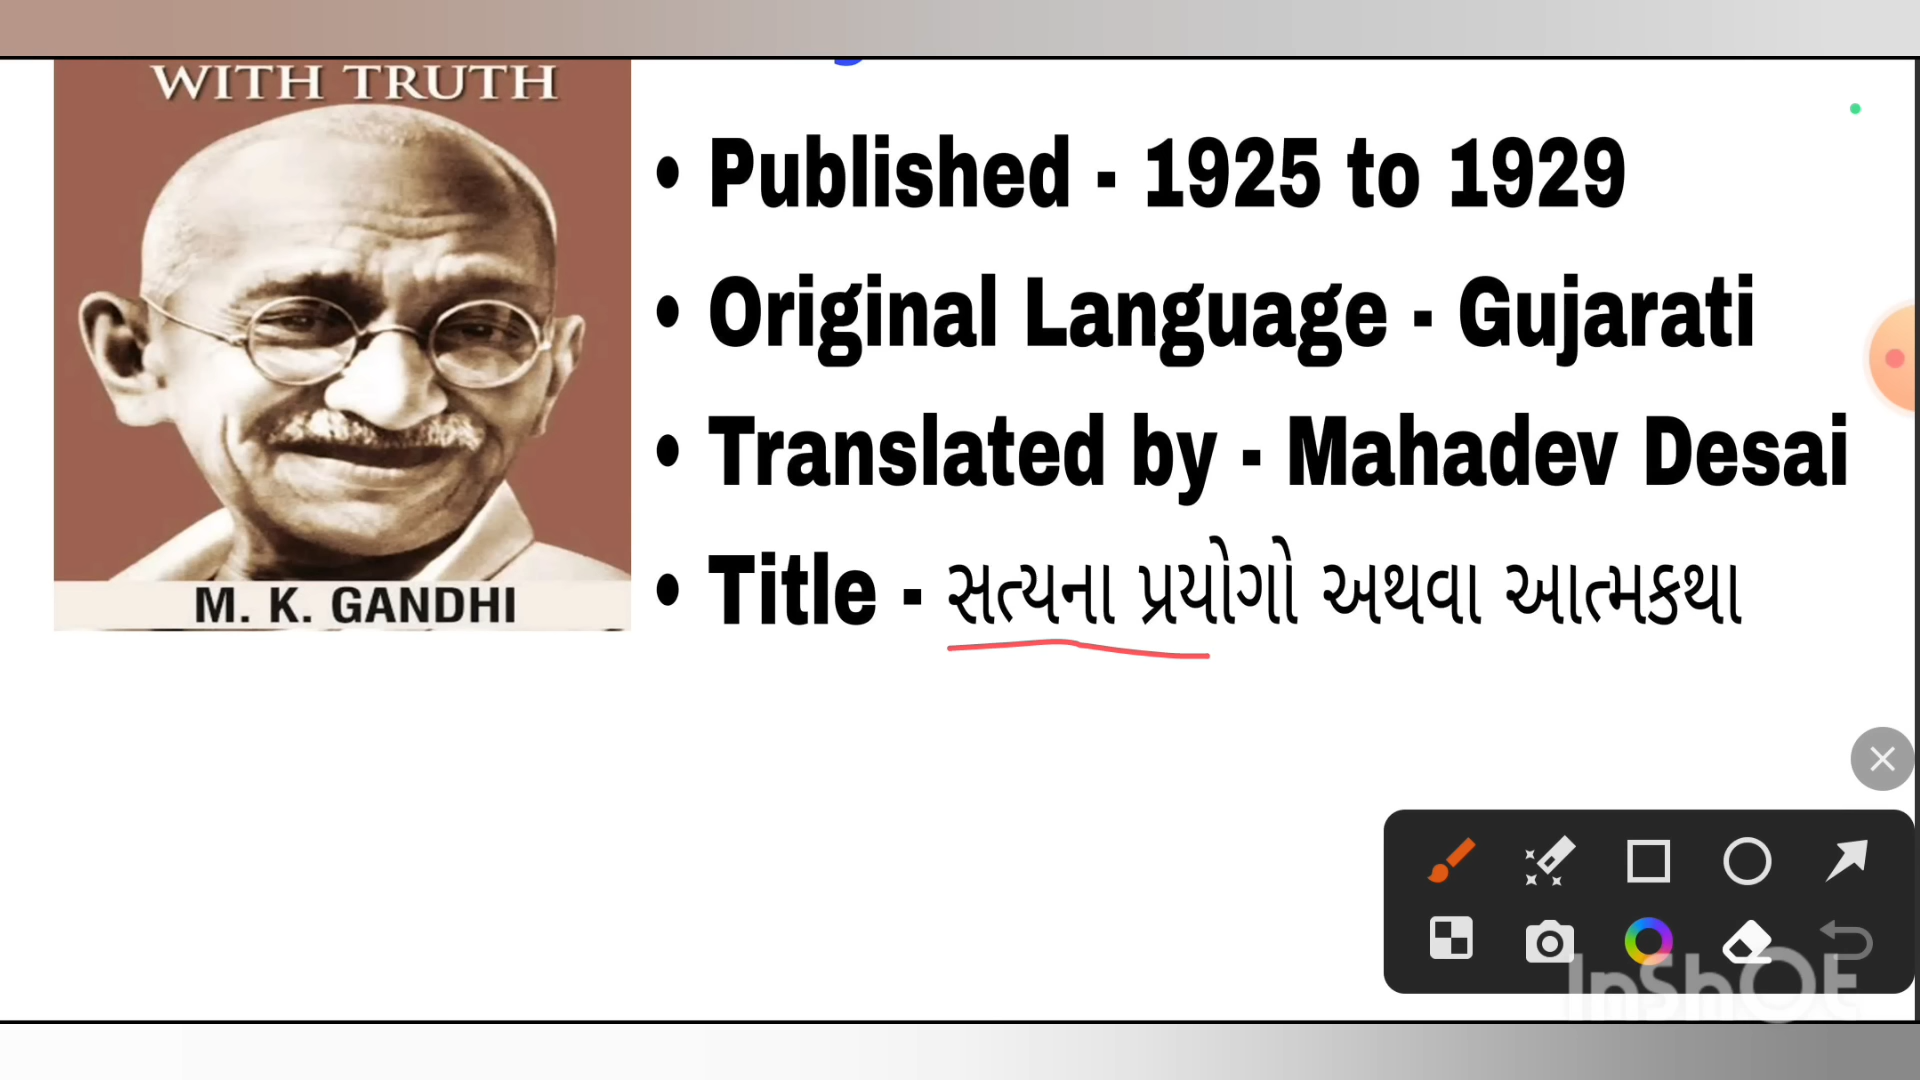 WITH TRUTH
• Published - 1925 to 1929
• Original Language - Gujarati
• Translated by - Mahadev Desai
• Title - સત્યના પ્રયોગો અથવા આત્મકથા
M. K. GANDHI
InShOt